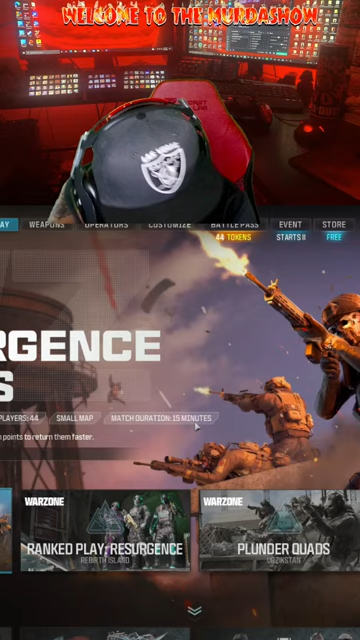 WELCOME TO THE MURDASHOW
AY WEAPONS OPERATORS CUSTOMIZE BATTLE PASS EVENT STORE
44 TOKENS STARTS II FREE
RGENCE
S
PLAYERS: 44 SMALL MAP MATCH DURATION: 15 MINUTES
n points to return them faster.
WARZONE
RANKED PLAY: RESURGENCE
REBIRTH ISLAND
WARZONE
PLUNDER QUADS
URZIKSTAN